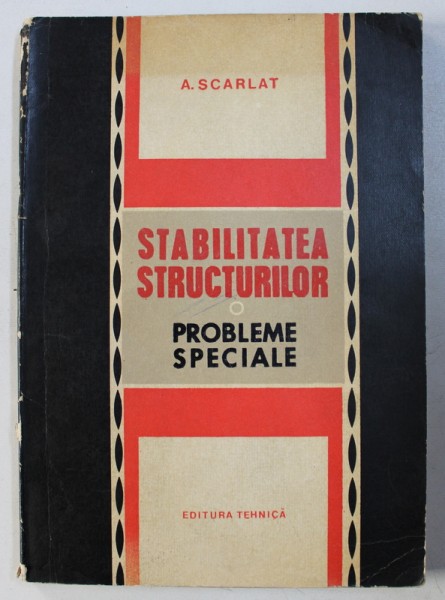 A. SCARLAT
STABILITATEA
STRUCTURILOR
PROBLEME
SPECIALE
EDITURA TEHNICĂ